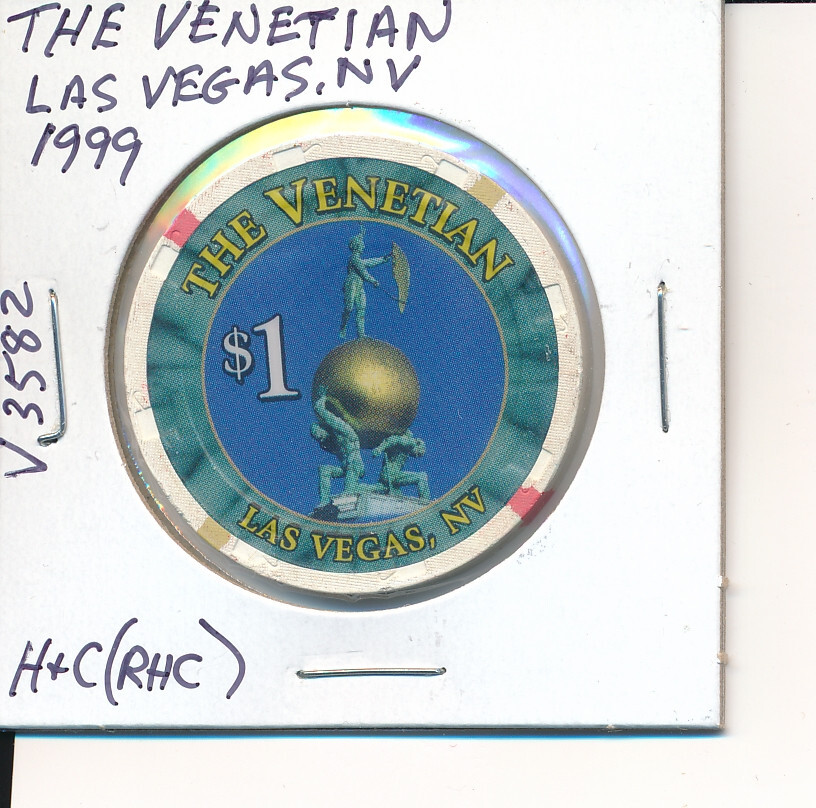 THE VENETIAN
LAS VEGAS, NV
1999
THE VENETIAN
$1
LAS VEGAS, NV
V3582
H+C (RHC)